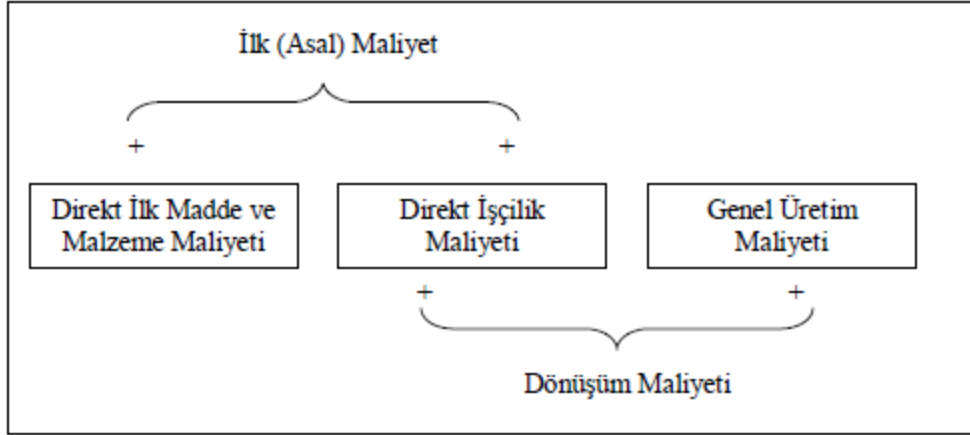 İlk (Asal) Maliyet
+ +
Direkt İlk Madde ve
Malzeme Maliyeti
Direkt İşçilik
Maliyeti
Genel Üretim
Maliyeti
+ +
Dönüşüm Maliyeti